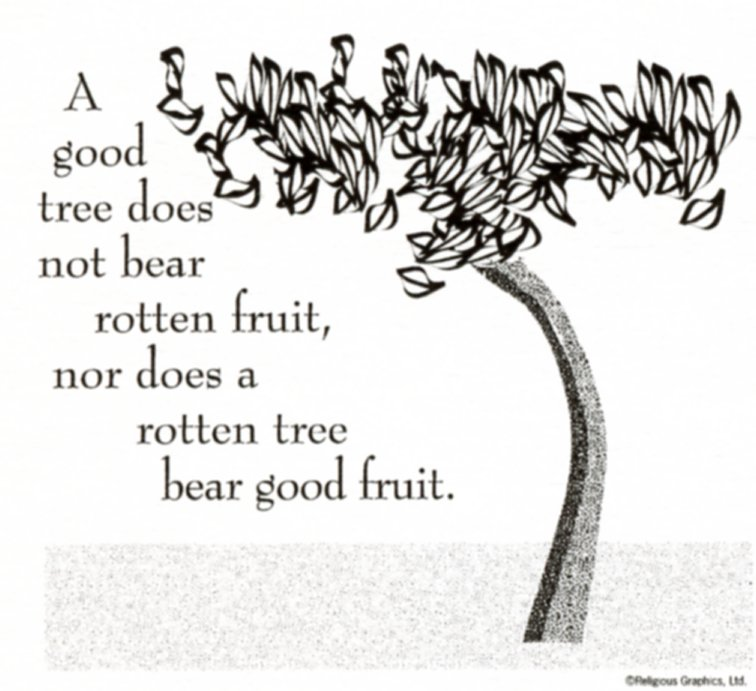 A
good
tree does
not bear
rotten fruit,
nor does a
rotten tree
bear good fruit.
©Religious Graphics, Ltd.